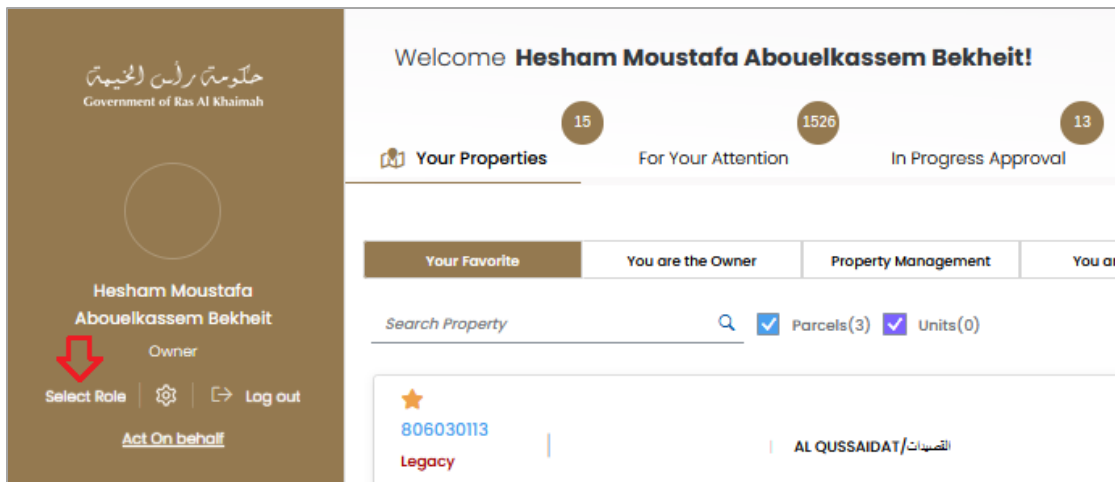 حكومة رأس الخيمة
Government of Ras Al Khaimah
Hesham Moustafa
Abouelkassem Bekheit
Owner
Select Role
Log out
Act On behalf
Welcome Hesham Moustafa Abouelkassem Bekheit!
15
1526
13
Your Properties
For Your Attention
In Progress Approval
Your Favorite
You are the Owner
Property Management
You ar
Search Property
Parcels(3)
Units(0)
806030113
Legacy
AL QUSSAIDAT/القصيدات